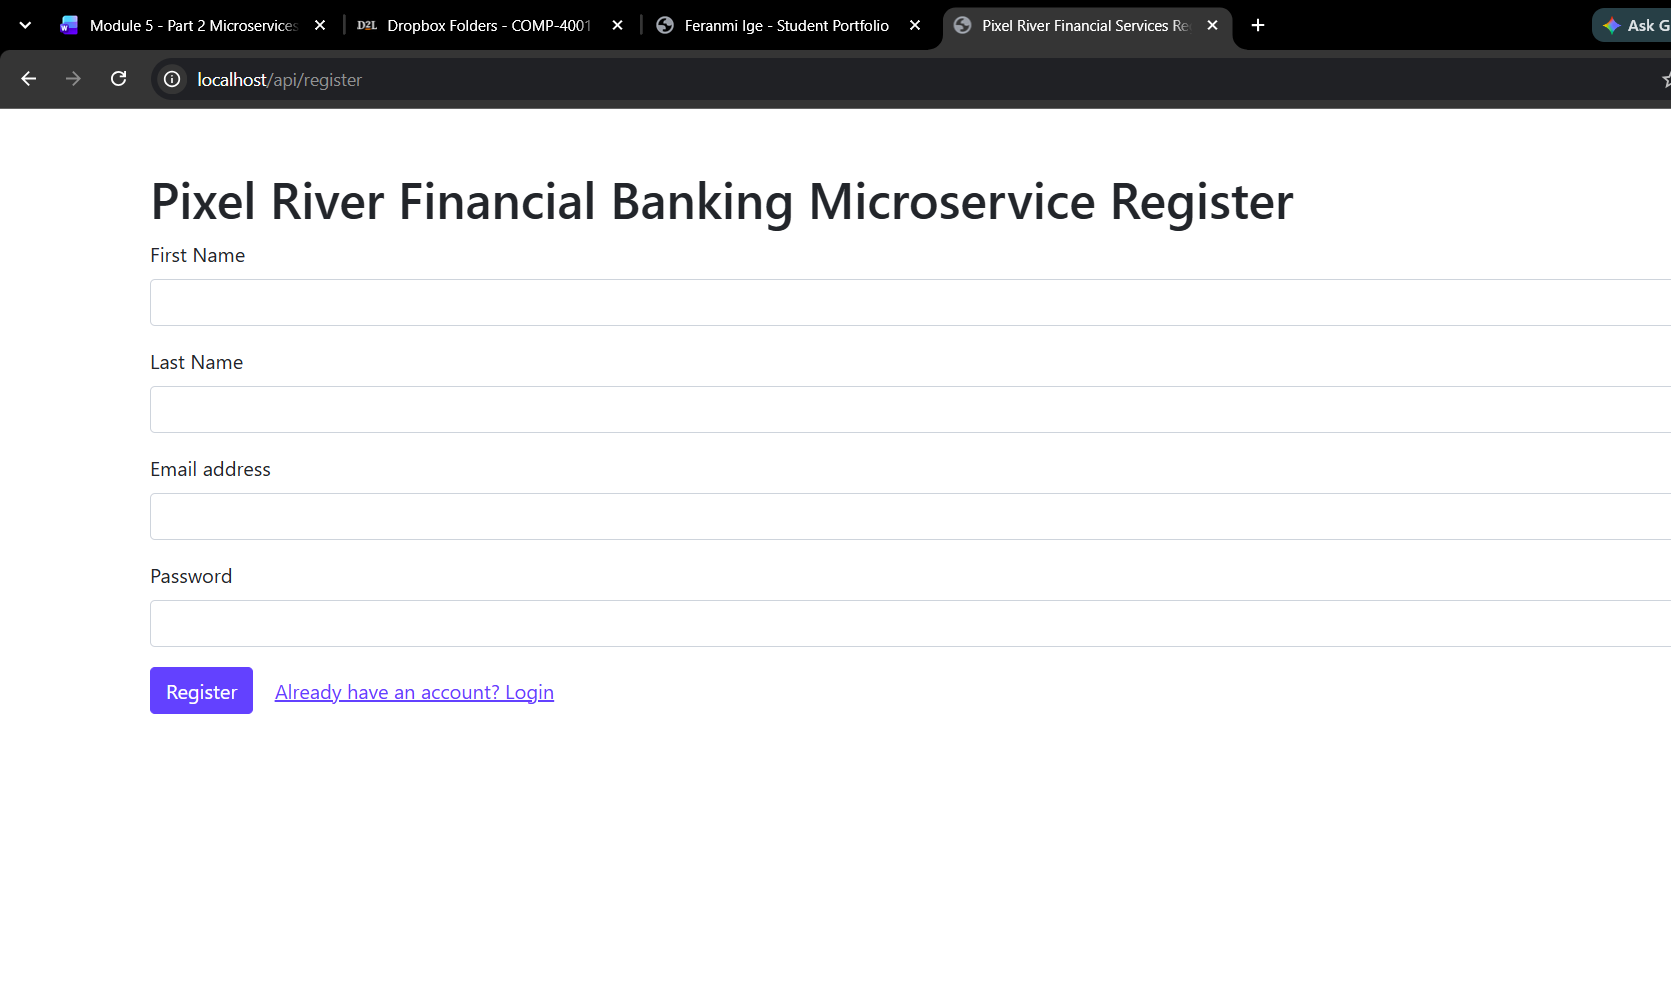 Module 5 - Part 2 Microservices
Dropbox Folders - COMP-4001
Feranmi Ige - Student Portfolio
Pixel River Financial Services Re
Ask G
localhost/api/register
Pixel River Financial Banking Microservice Register
First Name
Last Name
Email address
Password
Register
Already have an account? Login